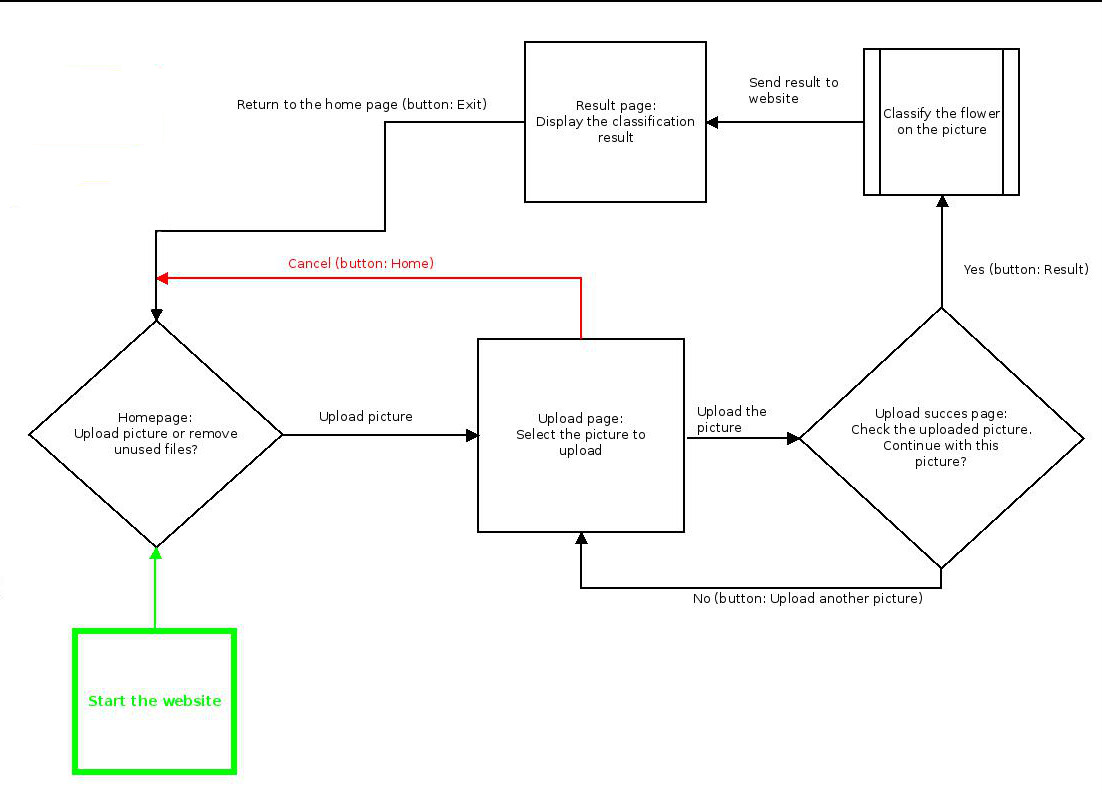 Return to the home page (button: Exit)
Result page:
Display the classification
result
Send result to
website
Classify the flower
on the picture
Cancel (button: Home)
Yes (button: Result)
Homepage:
Upload picture or remove
unused files?
Upload picture
Upload page:
Select the picture to
upload
Upload the
picture
Upload succes page:
Check the uploaded picture.
Continue with this
picture?
No (button: Upload another picture)
Start the website